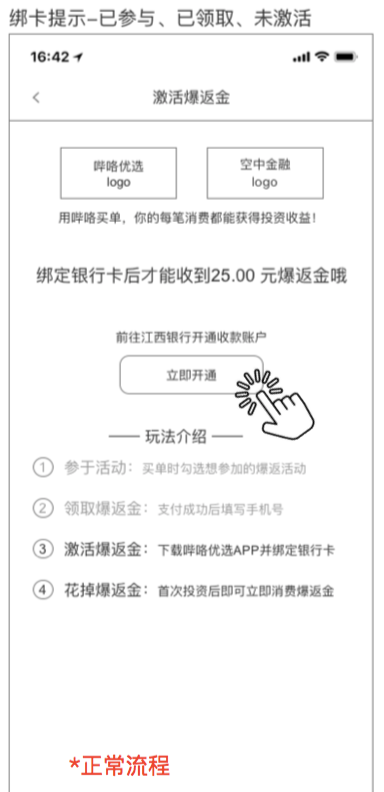 绑卡提示-已参与、已领取、未激活
16:42
激活爆返金
哔咯优选
logo
空中金融
logo
用哔咯买单，你的每笔消费都能获得投资收益！
绑定银行卡后才能收到25.00 元爆返金哦
前往江西银行开通收款账户
立即开通
玩法介绍
1 参于活动：买单时勾选想参加的爆返活动
2 领取爆返金：支付成功后填写手机号
3 激活爆返金：下载哔咯优选APP并绑定银行卡
4 花掉爆返金：首次投资后即可立即消费爆返金
*正常流程